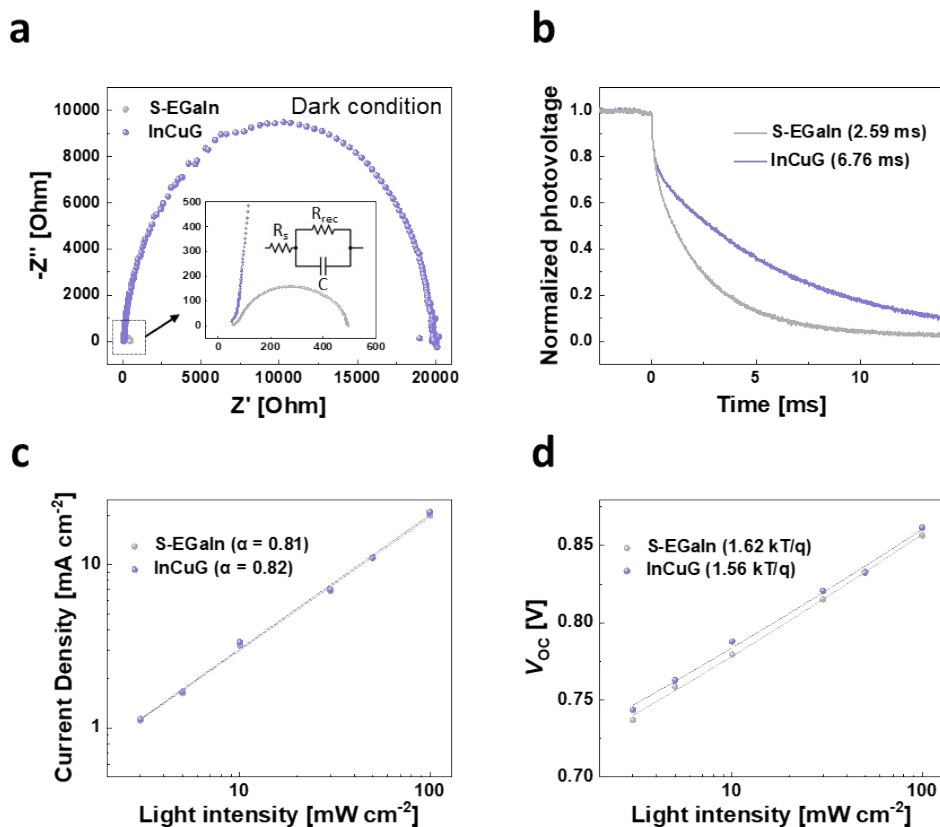 a
-Z'' [Ohm]
10000
8000
6000
4000
2000
0
S-EGaIn
InCuG
Dark condition
500
400
300
200
100
0
R_rec
R_s
C
0 200 400 600
0 5000 10000 15000 20000
Z' [Ohm]
b
Normalized photovoltage
1.0
0.8
0.6
0.4
0.2
0.0
S-EGaIn (2.59 ms)
InCuG (6.76 ms)
0 5 10
Time [ms]
c
Current Density [mA cm⁻²]
10
1
S-EGaIn (α = 0.81)
InCuG (α = 0.82)
10 100
Light intensity [mW cm⁻²]
d
V_OC [V]
0.85
0.80
0.75
0.70
S-EGaIn (1.62 kT/q)
InCuG (1.56 kT/q)
10 100
Light intensity [mW cm⁻²]